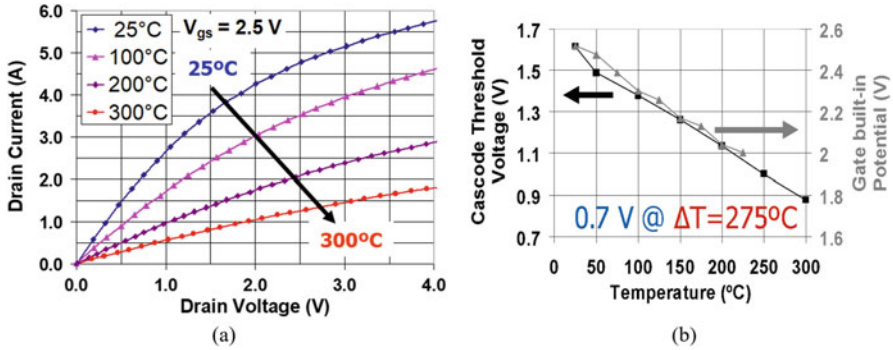 25°C
100°C
200°C
300°C
Vgs = 2.5 V
25ºC
300ºC
6.0
5.0
4.0
3.0
2.0
1.0
0.0
Drain Current (A)
0.0 1.0 2.0 3.0 4.0
Drain Voltage (V)
(a)
1.7
1.5
1.3
1.1
0.9
0.7
Cascode Threshold
Voltage (V)
2.6
2.4
2.2
2
1.8
1.6
Gate built-in
Potential (V)
0.7 V @ ΔT=275ºC
0 50 100 150 200 250 300
Temperature (ºC)
(b)